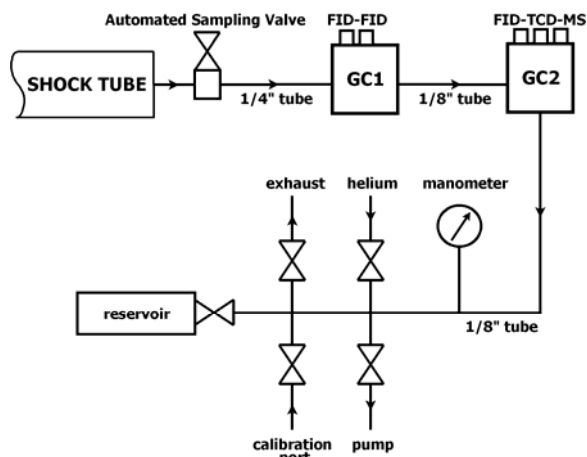 Automated Sampling Valve
FID-FID
FID-TCD-MS
SHOCK TUBE
GC1
GC2
1/4" tube
1/8" tube
exhaust
helium
manometer
reservoir
1/8" tube
calibration
port
pump